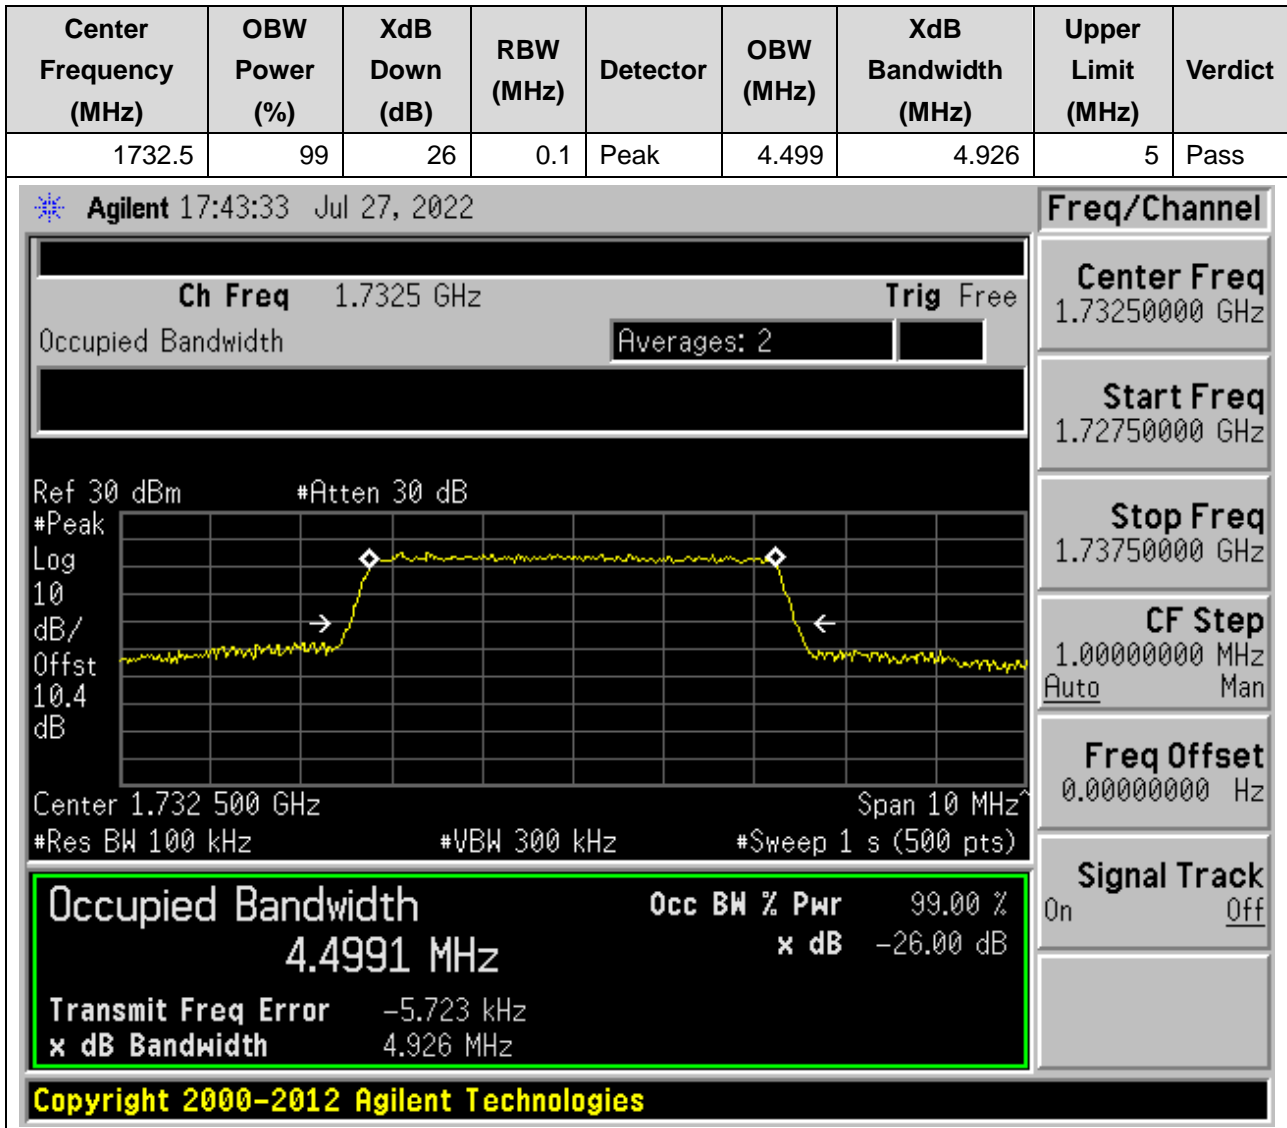 Center Frequency (MHz) OBW Power (%) XdB Down (dB) RBW (MHz) Detector OBW (MHz) XdB Bandwidth (MHz) Upper Limit (MHz) Verdict
1732.5 99 26 0.1 Peak 4.499 4.926 5 Pass
Agilent 17:43:33 Jul 27, 2022
Freq/Channel
Ch Freq 1.7325 GHz Trig Free
Occupied Bandwidth Averages: 2
Center Freq
1.73250000 GHz
Start Freq
1.72750000 GHz
Stop Freq
1.73750000 GHz
CF Step
1.00000000 MHz
Auto Man
Freq Offset
0.00000000 Hz
Signal Track
On Off
Ref 30 dBm #Atten 30 dB
#Peak
Log
10
dB/
Offst
10.4
dB
Center 1.732 500 GHz Span 10 MHz^
#Res BW 100 kHz #VBW 300 kHz #Sweep 1 s (500 pts)
Occupied Bandwidth Occ BW % Pwr 99.00 %
4.4991 MHz x dB -26.00 dB
Transmit Freq Error -5.723 kHz
x dB Bandwidth 4.926 MHz
Copyright 2000-2012 Agilent Technologies